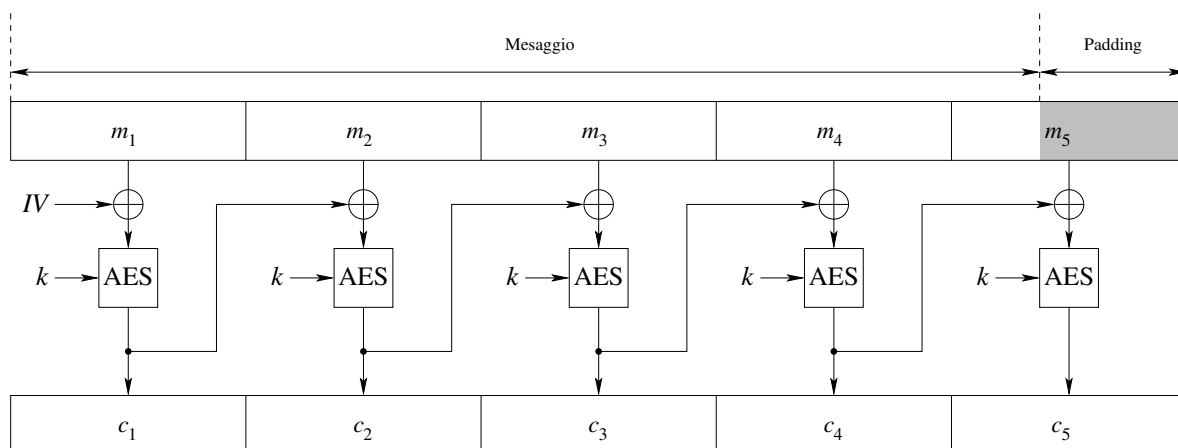 Mesaggio Padding
m1 m2 m3 m4 m5
IV
k AES k AES k AES k AES k AES
c1 c2 c3 c4 c5